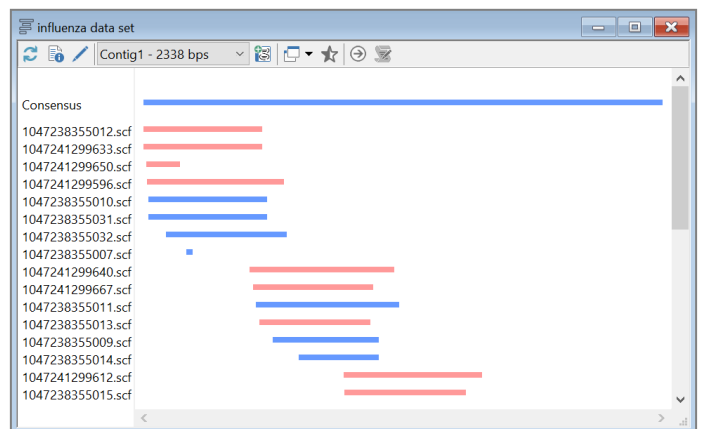 influenza data set
Contig1 - 2338 bps
Consensus
1047238355012.scf
1047241299633.scf
1047241299650.scf
1047241299596.scf
1047238355010.scf
1047238355031.scf
1047238355032.scf
1047238355007.scf
1047241299640.scf
1047241299667.scf
1047238355011.scf
1047238355013.scf
1047238355009.scf
1047238355014.scf
1047241299612.scf
1047238355015.scf